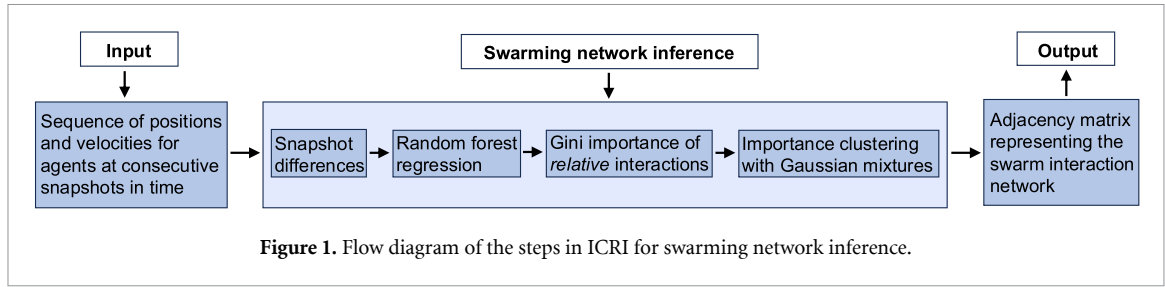 Input
Swarming network inference
Output
Sequence of positions
and velocities for
agents at consecutive
snapshots in time
Snapshot
differences
Random forest
regression
Gini importance of
relative interactions
Importance clustering
with Gaussian mixtures
Adjacency matrix
representing the
swarm interaction
network
Figure 1. Flow diagram of the steps in ICRI for swarming network inference.